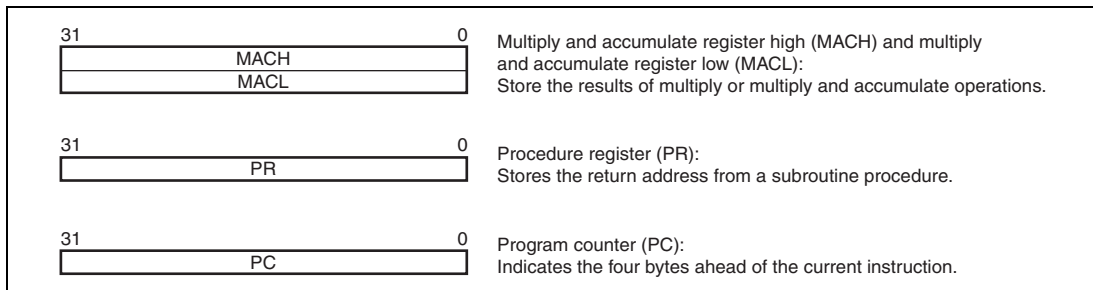 31 0
MACH
MACL
Multiply and accumulate register high (MACH) and multiply
and accumulate register low (MACL):
Store the results of multiply or multiply and accumulate operations.
31 0
PR
Procedure register (PR):
Stores the return address from a subroutine procedure.
31 0
PC
Program counter (PC):
Indicates the four bytes ahead of the current instruction.